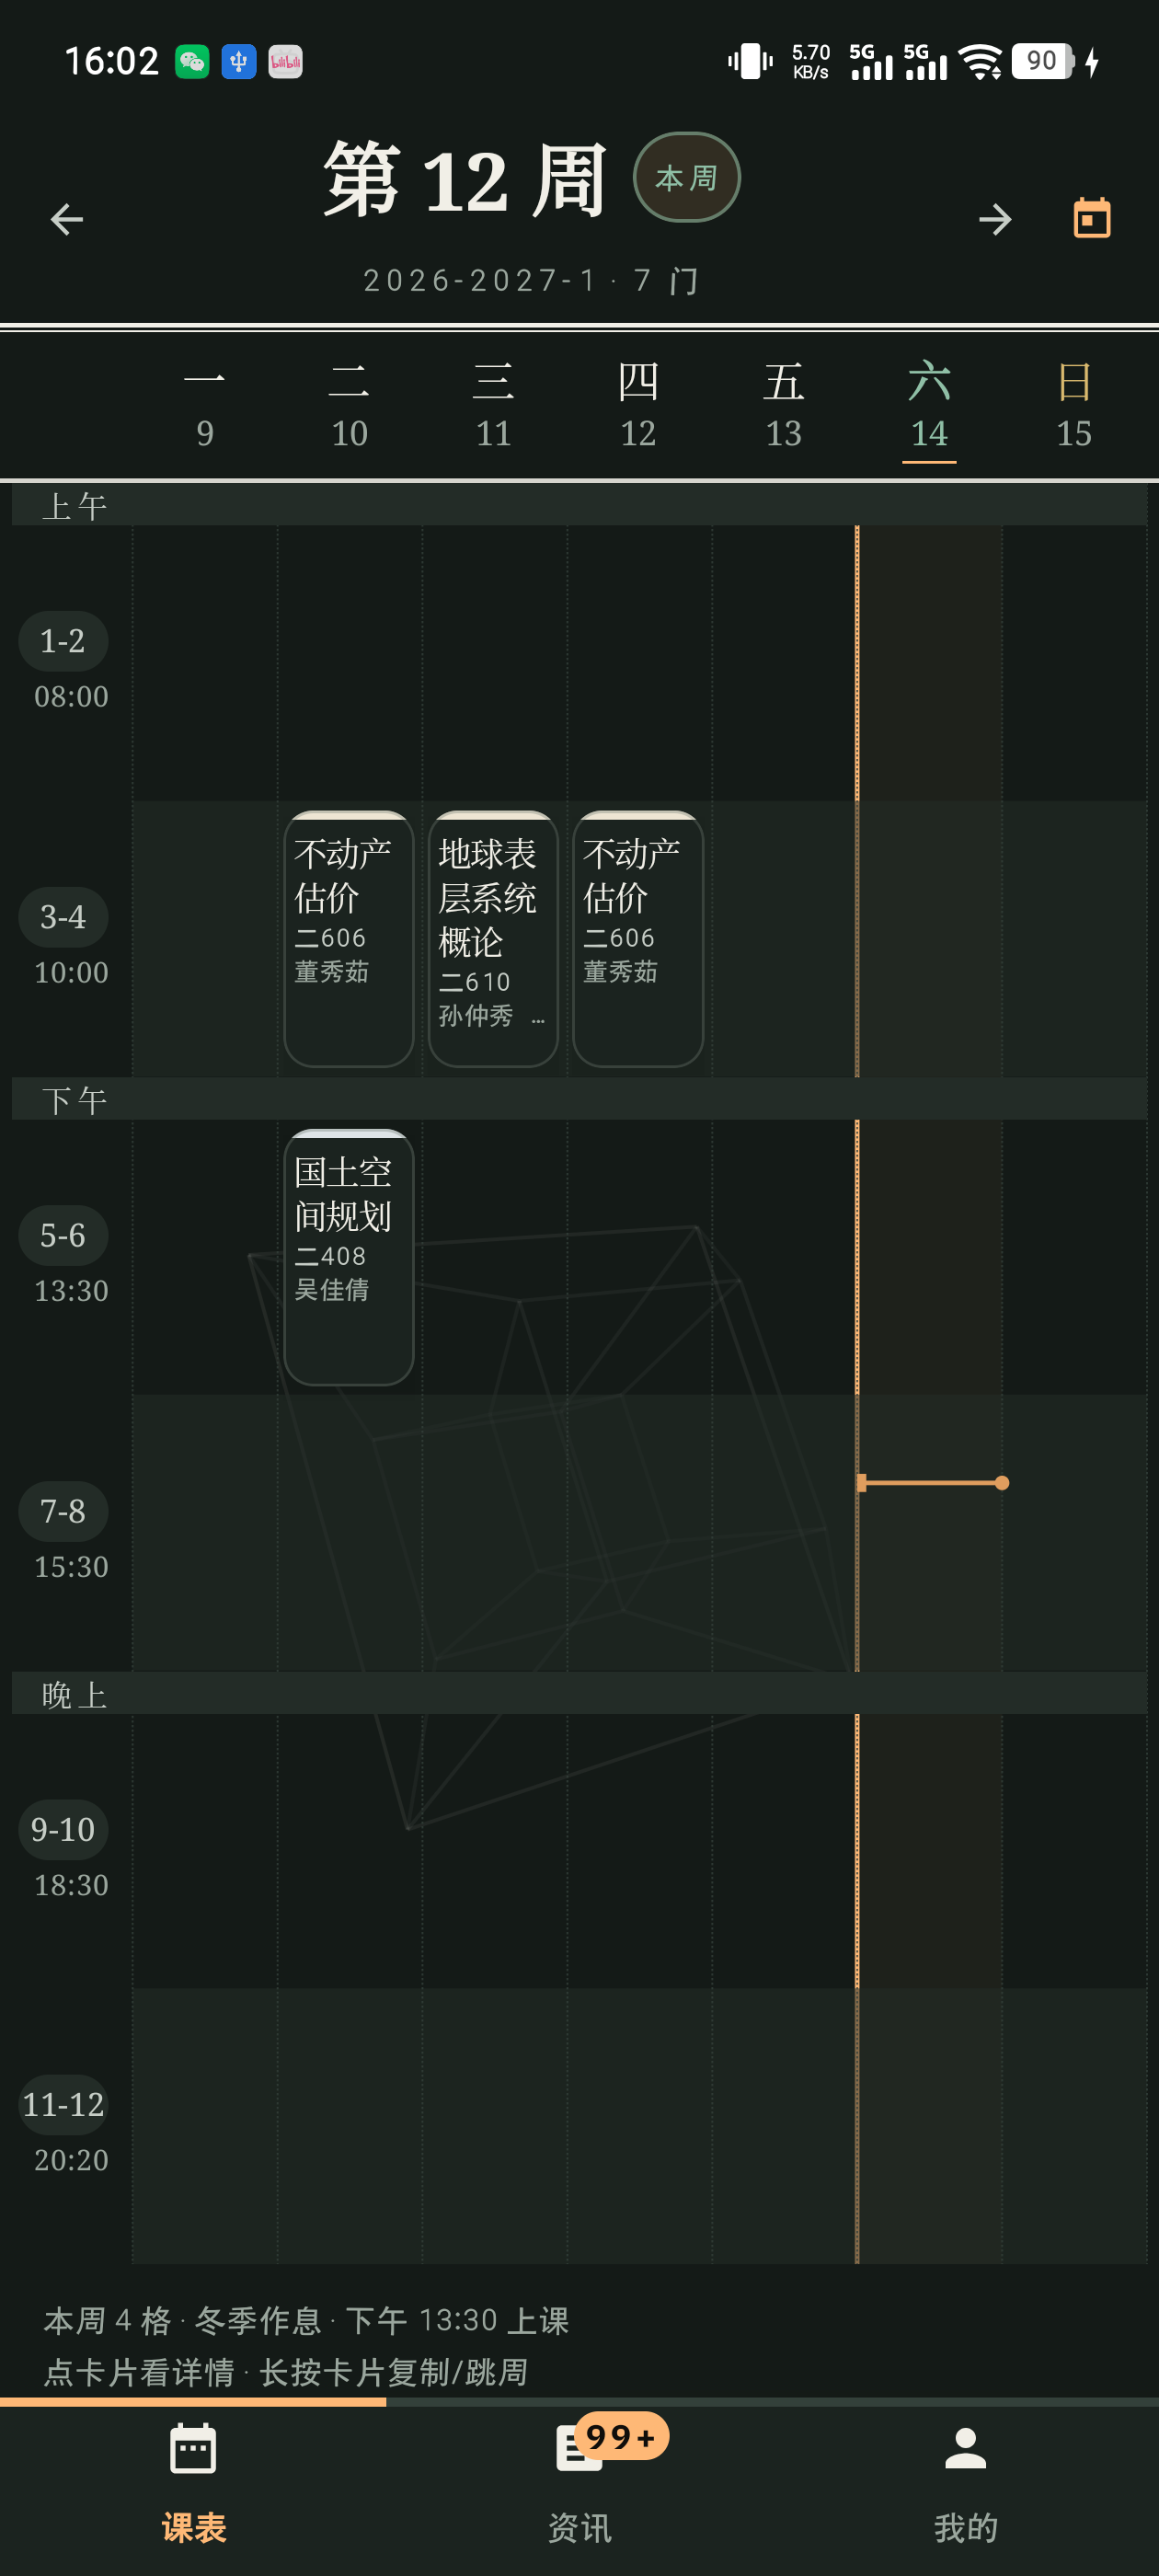 16:02
5.70
KB/s
5G
5G
90
第 12 周
本周
2026-2027-1 · 7 门
一 二 三 四 五 六 日
9 10 11 12 13 14 15
上午
1-2
08:00
3-4
10:00
不动产
估价
二606
董秀茹
地球表
层系统
概论
二610
孙仲秀 …
不动产
估价
二606
董秀茹
下午
5-6
13:30
国土空
间规划
二408
吴佳倩
7-8
15:30
晚上
9-10
18:30
11-12
20:20
本周 4 格 · 冬季作息 · 下午 13:30 上课
点卡片看详情 · 长按卡片复制/跳周
99+
课表
资讯
我的